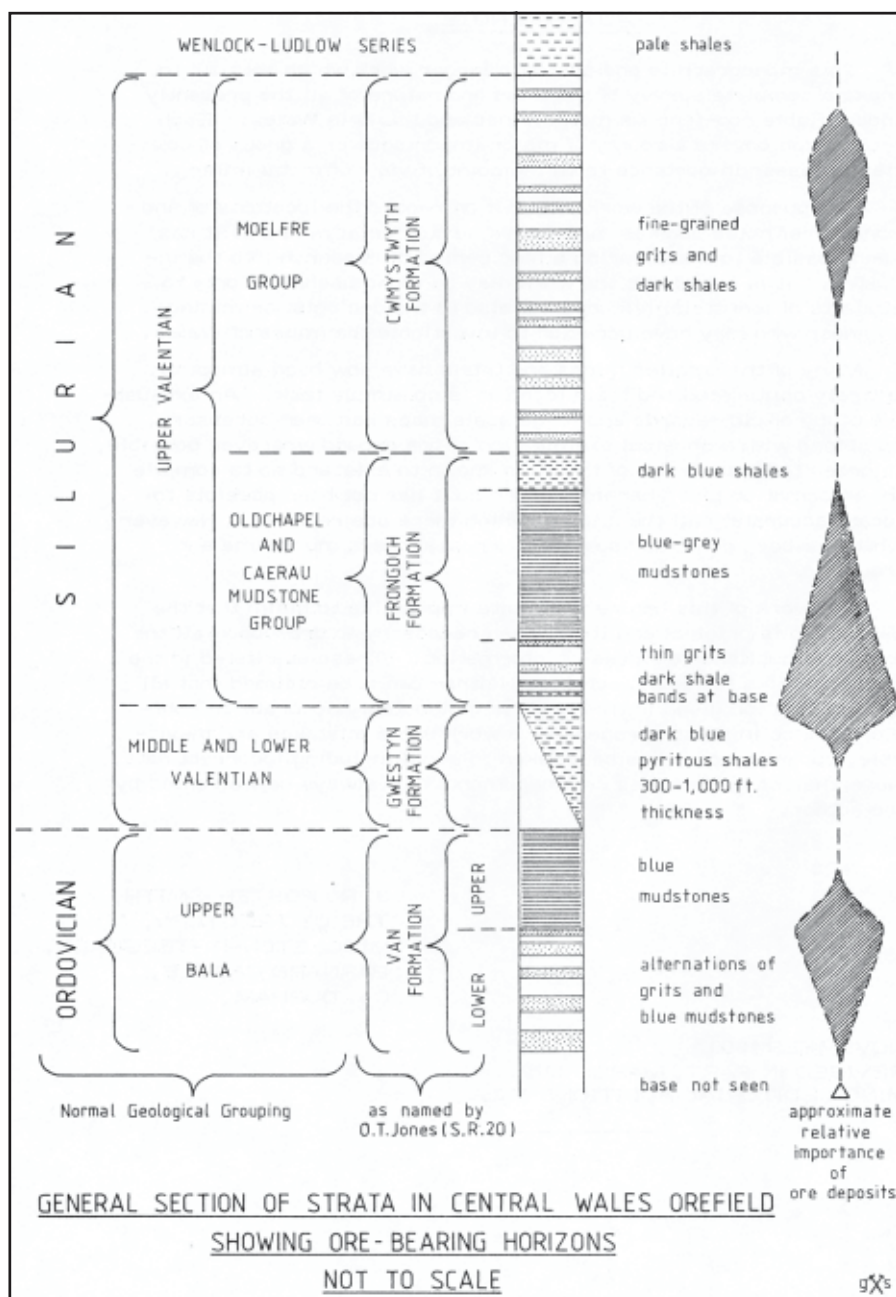 WENLOCK-LUDLOW SERIES
pale shales
SILURIAN
UPPER VALENTIAN
MOELFRE
GROUP
CWMYSTWYTH
FORMATION
fine-grained
grits and
dark shales
OLDCHAPEL
AND
CAERAU
MUDSTONE
GROUP
FRONGOCH
FORMATION
dark blue shales
blue-grey
mudstones
thin grits
dark shale
bands at base
MIDDLE AND LOWER
VALENTIAN
GWESTYN
FORMATION
dark blue
pyritous shales
300-1,000 ft.
thickness
ORDOVICIAN
UPPER
BALA
VAN
FORMATION
UPPER
LOWER
blue
mudstones
alternations of
grits and
blue mudstones
base not seen
Normal Geological Grouping
as named by
O.T.Jones (S.R.20)
approximate
relative
importance
of
ore deposits
GENERAL SECTION OF STRATA IN CENTRAL WALES OREFIELD
SHOWING ORE-BEARING HORIZONS
NOT TO SCALE